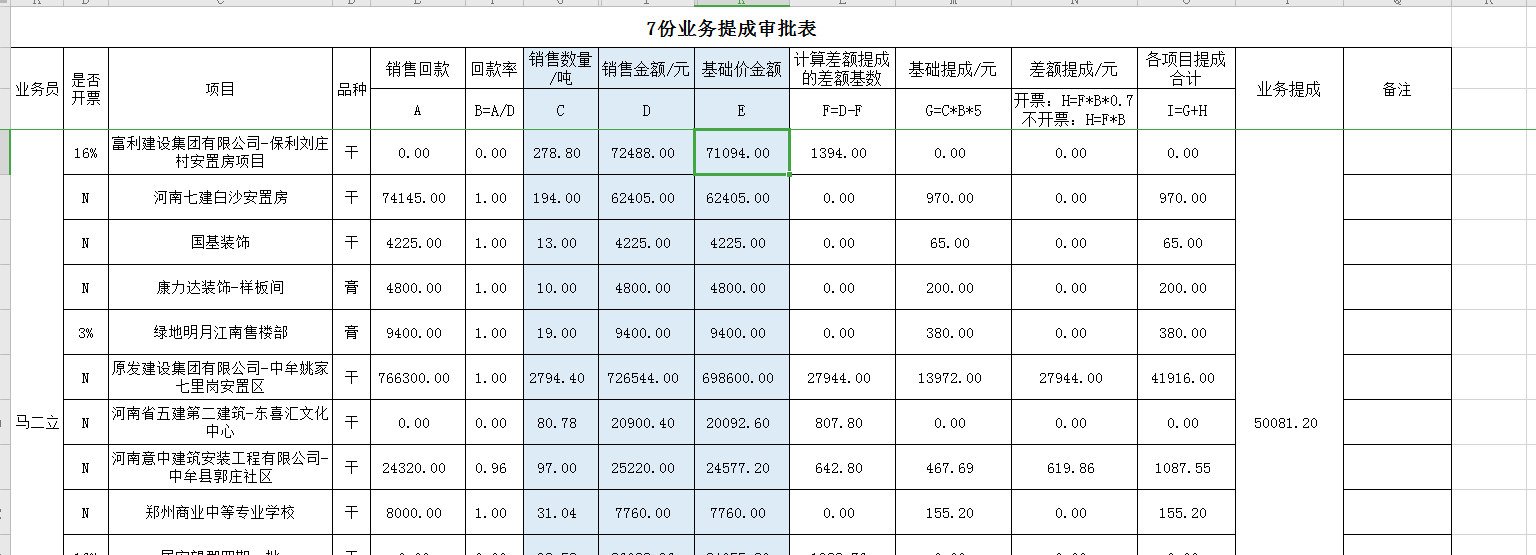 7份业务提成审批表
业务员 是否开票 项目 品种 销售回款 回款率 销售数量/吨 销售金额/元 基础价金额 计算差额提成的差额基数 基础提成/元 差额提成/元 各项目提成合计 业务提成 备注
A B=A/D C D E F=D-F G=C*B*5 开票: H=F*B*0.7 不开票: H=F*B I=G+H
16% 富利建设集团有限公司-保利刘庄村安置房项目 干 0.00 0.00 278.80 72488.00 71094.00 1394.00 0.00 0.00 0.00
N 河南七建白沙安置房 干 74145.00 1.00 194.00 62405.00 62405.00 0.00 970.00 0.00 970.00
N 国基装饰 干 4225.00 1.00 13.00 4225.00 4225.00 0.00 65.00 0.00 65.00
N 康力达装饰-样板间 膏 4800.00 1.00 10.00 4800.00 4800.00 0.00 200.00 0.00 200.00
3% 绿地明月江南售楼部 膏 9400.00 1.00 19.00 9400.00 9400.00 0.00 380.00 0.00 380.00
N 原发建设集团有限公司-中牟姚家七里岗安置区 干 766300.00 1.00 2794.40 726544.00 698600.00 27944.00 13972.00 27944.00 41916.00
马二立 N 河南省五建第二建筑-东喜汇文化中心 干 0.00 0.00 80.78 20900.40 20092.60 807.80 0.00 0.00 0.00 50081.20
N 河南意中建筑安装工程有限公司-中牟县郭庄社区 干 24320.00 0.96 97.00 25220.00 24577.20 642.80 467.69 619.86 1087.55
N 郑州商业中等专业学校 干 8000.00 1.00 31.04 7760.00 7760.00 0.00 155.20 0.00 155.20